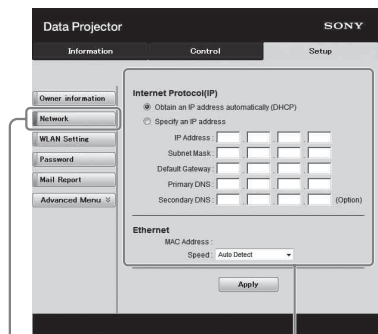 Data Projector SONY
Information Control Setup
Owner information
Network
WLAN Setting
Password
Mail Report
Advanced Menu
Internet Protocol(IP)
Obtain an IP address automatically (DHCP)
Specify an IP address
IP Address :
Subnet Mask :
Default Gateway :
Primary DNS :
Secondary DNS : (Option)
Ethernet
MAC Address :
Speed : Auto Detect
Apply